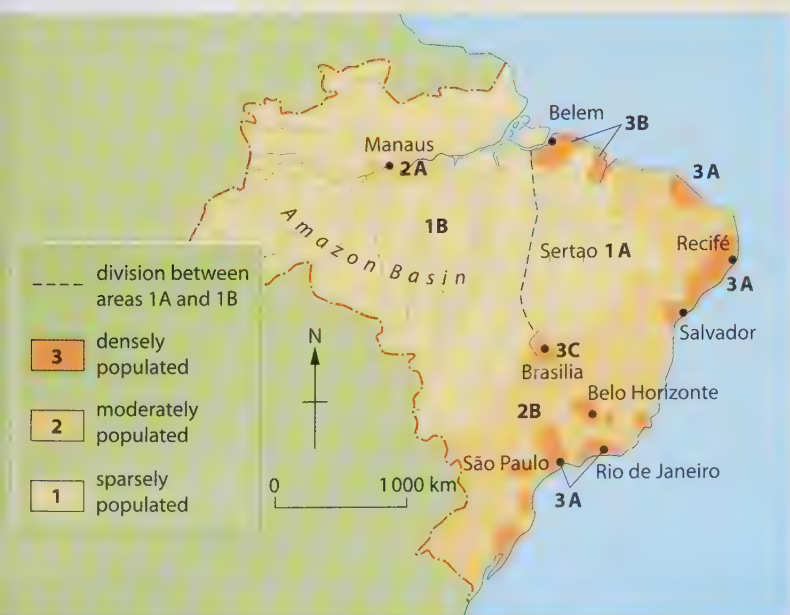 Belem
3B
Manaus
2A
3A
1B
Amazon Basin
Sertao 1A
Recifé
3A
division between
areas 1A and 1B
Salvador
N
3
densely
populated
3C
Brasilia
Belo Horizonte
2
moderately
populated
2B
São Paulo
Rio de Janeiro
1
sparsely
populated
0
1000 km
3A